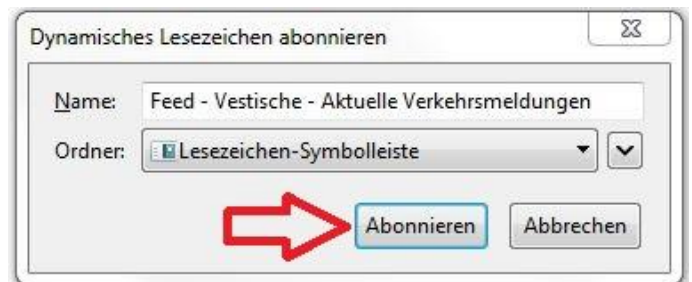 Dynamisches Lesezeichen abonnieren
Name: Feed - Vestische - Aktuelle Verkehrsmeldungen
Ordner: Lesezeichen-Symbolleiste
Abonnieren Abbrechen